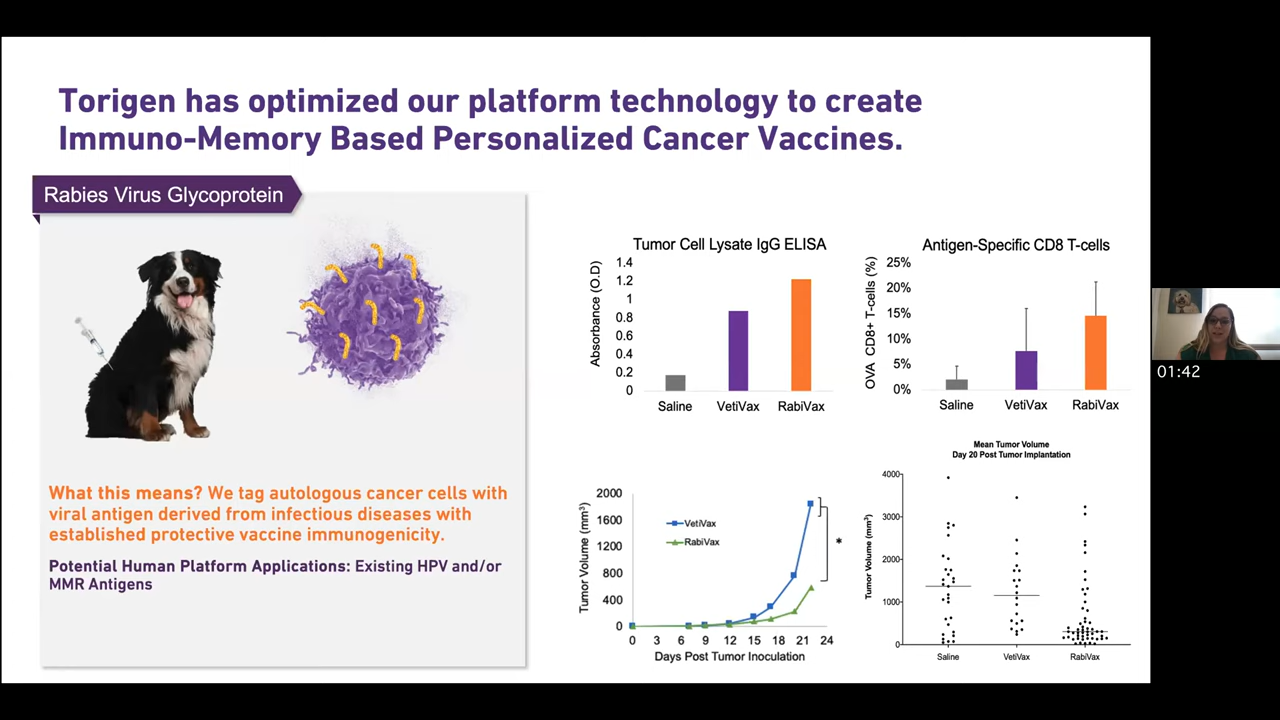 Torigen has optimized our platform technology to create
Immuno-Memory Based Personalized Cancer Vaccines.
Rabies Virus Glycoprotein
What this means? We tag autologous cancer cells with
viral antigen derived from infectious diseases with
established protective vaccine immunogenicity.
Potential Human Platform Applications: Existing HPV and/or
MMR Antigens
Tumor Cell Lysate IgG ELISA
Absorbance (O.D)
1.4
1.2
1
0.8
0.6
0.4
0.2
0
Saline VetiVax RabiVax
Antigen-Specific CD8 T-cells
OVA CD8+ T-cells (%)
25%
20%
15%
10%
5%
0%
Saline VetiVax RabiVax
Tumor Volume (mm³)
2000
1600
1200
800
400
0
VetiVax
RabiVax
*
0 3 6 9 12 15 18 21 24
Days Post Tumor Inoculation
Mean Tumor Volume
Day 20 Post Tumor Implantation
Tumor Volume (mm³)
4000
3000
2000
1000
0
Saline VetiVax RabiVax
01:42